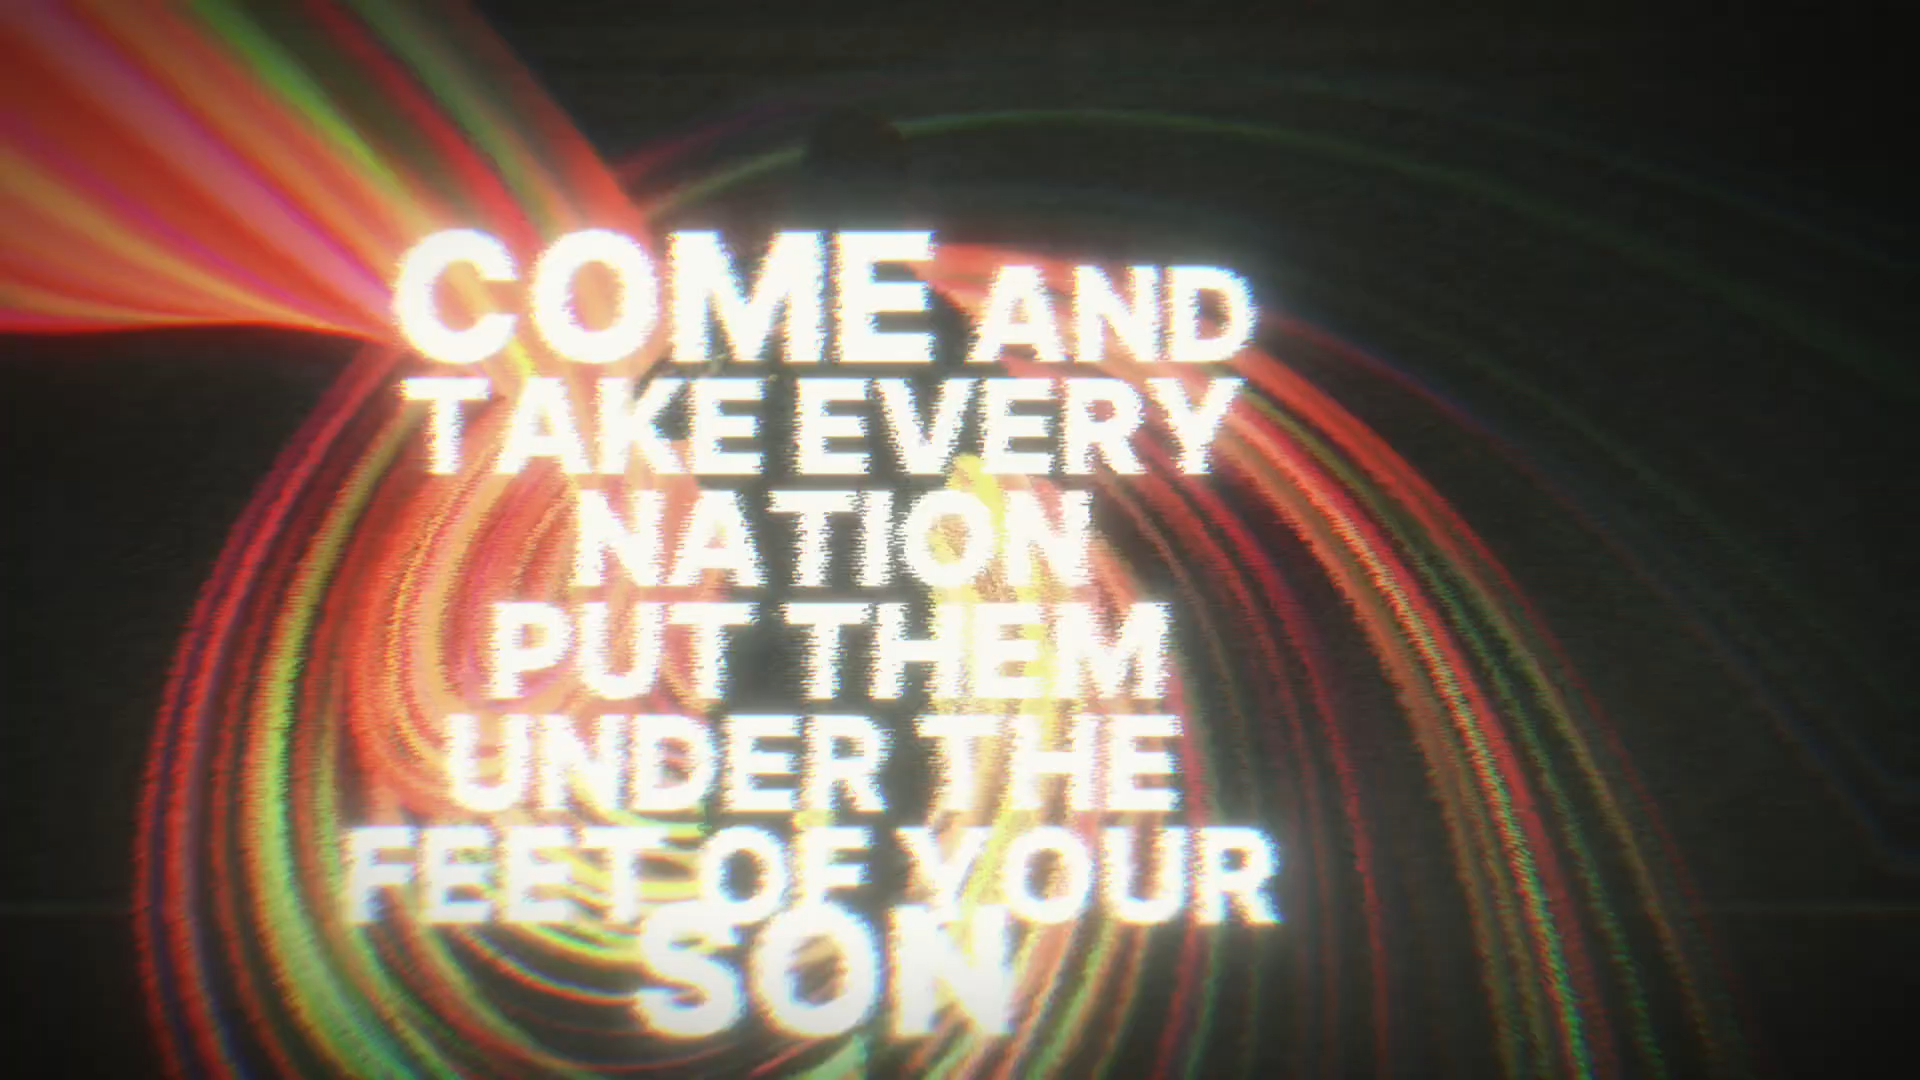 COME AND
TAKE EVERY
NATION
PUT THEM
UNDER THE
FEET OF YOUR
SON